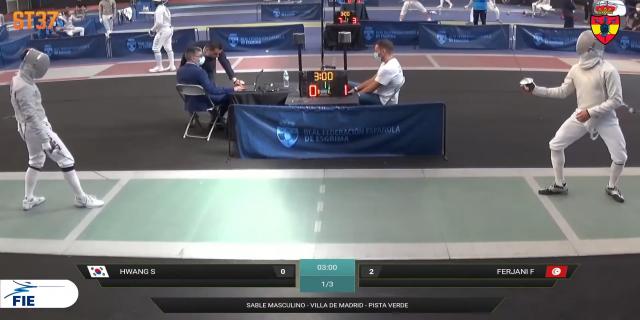 ST37
3:00
0 1
REAL FEDERACIÓN ESPAÑOLA
DE ESGRIMA
HWANG S 0 03:00 2 FERJANI F
1/3
SABLE MASCULINO - VILLA DE MADRID - PISTA VERDE
FIE